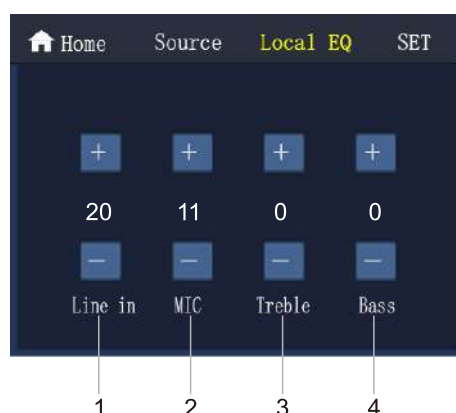 Home Source Local EQ SET
+ + + +
20 11 0 0
- - - -
Line in MIC Treble Bass
1 2 3 4